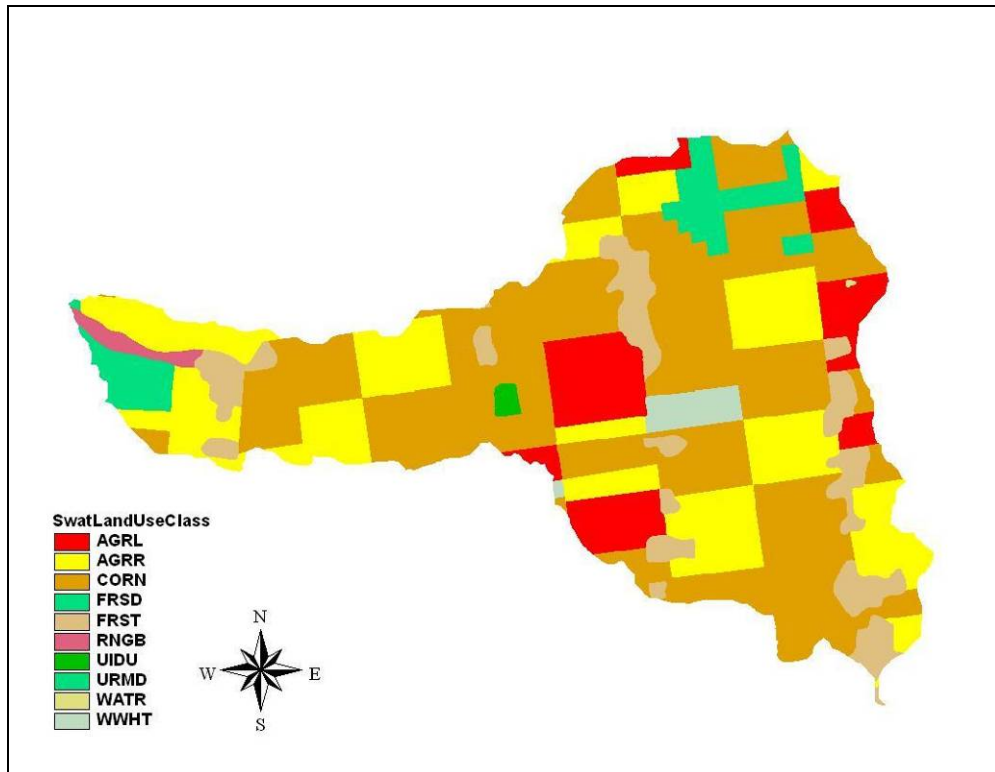 SwatLandUseClass
AGRL
AGRR
CORN
FRSD
FRST
RNGB
UIDU
URMD
WATR
WWHT
N
W E
S